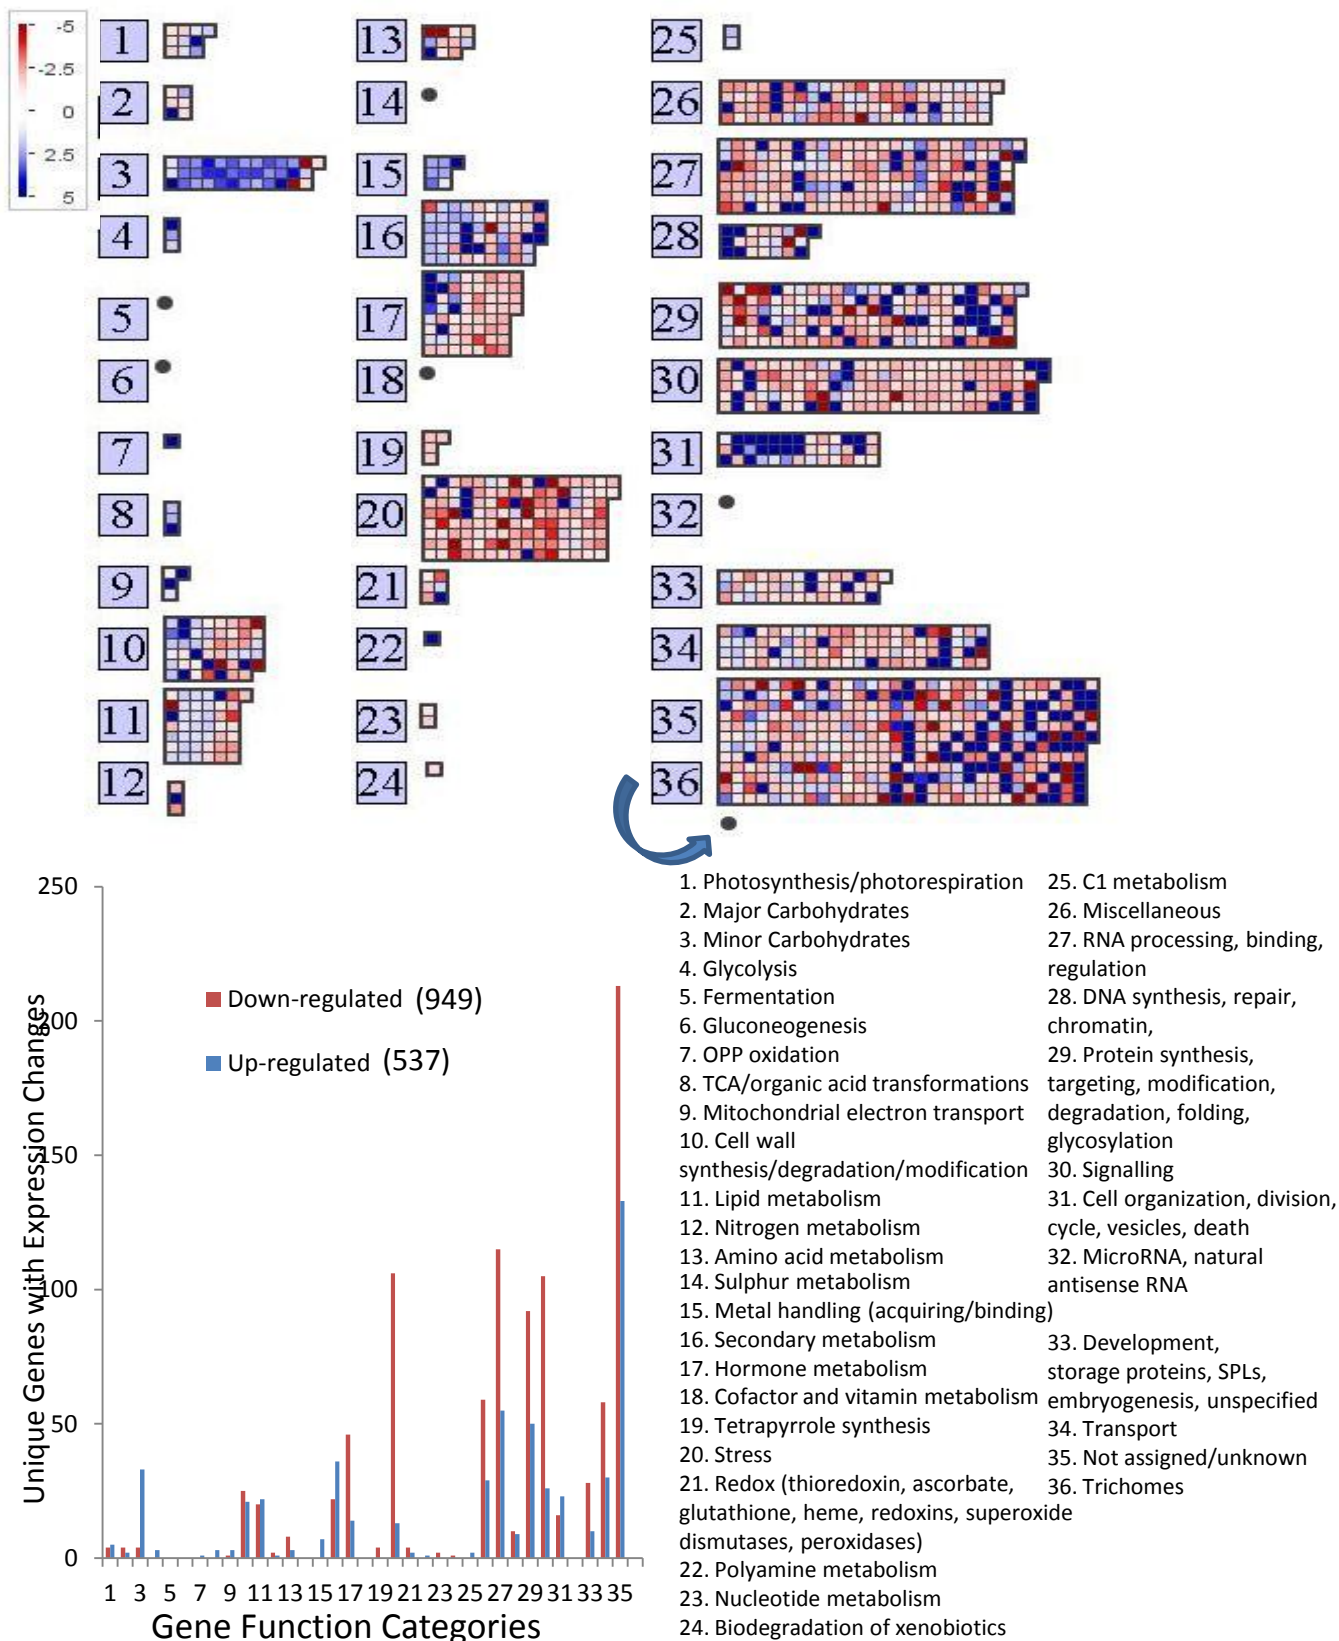 -5
-2.5
0
2.5
5
1
2
3
4
5
6
7
8
9
10
11
12
13
14
15
16
17
18
19
20
21
22
23
24
25
26
27
28
29
30
31
32
33
34
35
36
250
200
150
100
50
0
Unique Genes with Expression Changes
Down-regulated (949)
Up-regulated (537)
1 3 5 7 9 11 13 15 17 19 21 23 25 27 29 31 33 35
Gene Function Categories
1. Photosynthesis/photorespiration
2. Major Carbohydrates
3. Minor Carbohydrates
4. Glycolysis
5. Fermentation
6. Gluconeogenesis
7. OPP oxidation
8. TCA/organic acid transformations
9. Mitochondrial electron transport
10. Cell wall
synthesis/degradation/modification
11. Lipid metabolism
12. Nitrogen metabolism
13. Amino acid metabolism
14. Sulphur metabolism
15. Metal handling (acquiring/binding)
16. Secondary metabolism
17. Hormone metabolism
18. Cofactor and vitamin metabolism
19. Tetrapyrrole synthesis
20. Stress
21. Redox (thioredoxin, ascorbate,
glutathione, heme, redoxins, superoxide
dismutases, peroxidases)
22. Polyamine metabolism
23. Nucleotide metabolism
24. Biodegradation of xenobiotics
25. C1 metabolism
26. Miscellaneous
27. RNA processing, binding,
regulation
28. DNA synthesis, repair,
chromatin,
29. Protein synthesis,
targeting, modification,
degradation, folding,
glycosylation
30. Signalling
31. Cell organization, division,
cycle, vesicles, death
32. MicroRNA, natural
antisense RNA
33. Development,
storage proteins, SPLs,
embryogenesis, unspecified
34. Transport
35. Not assigned/unknown
36. Trichomes